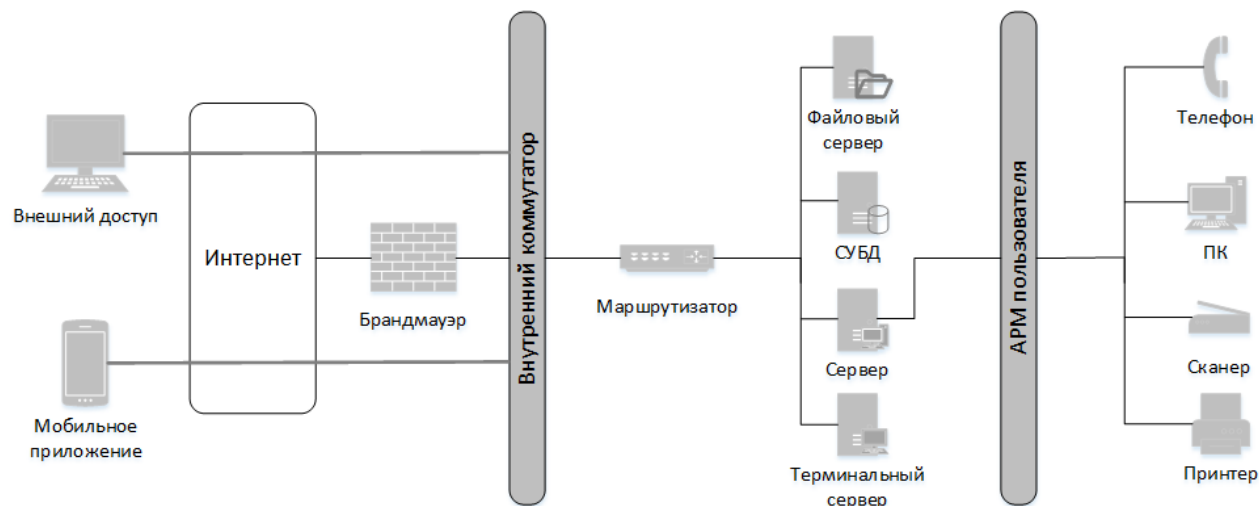 Внешний доступ
Мобильное
приложение
Интернет
Брандмауэр
Внутренний коммутатор
Маршрутизатор
Файловый
сервер
СУБД
Сервер
Терминальный
сервер
АРМ пользователя
Телефон
ПК
Сканер
Принтер